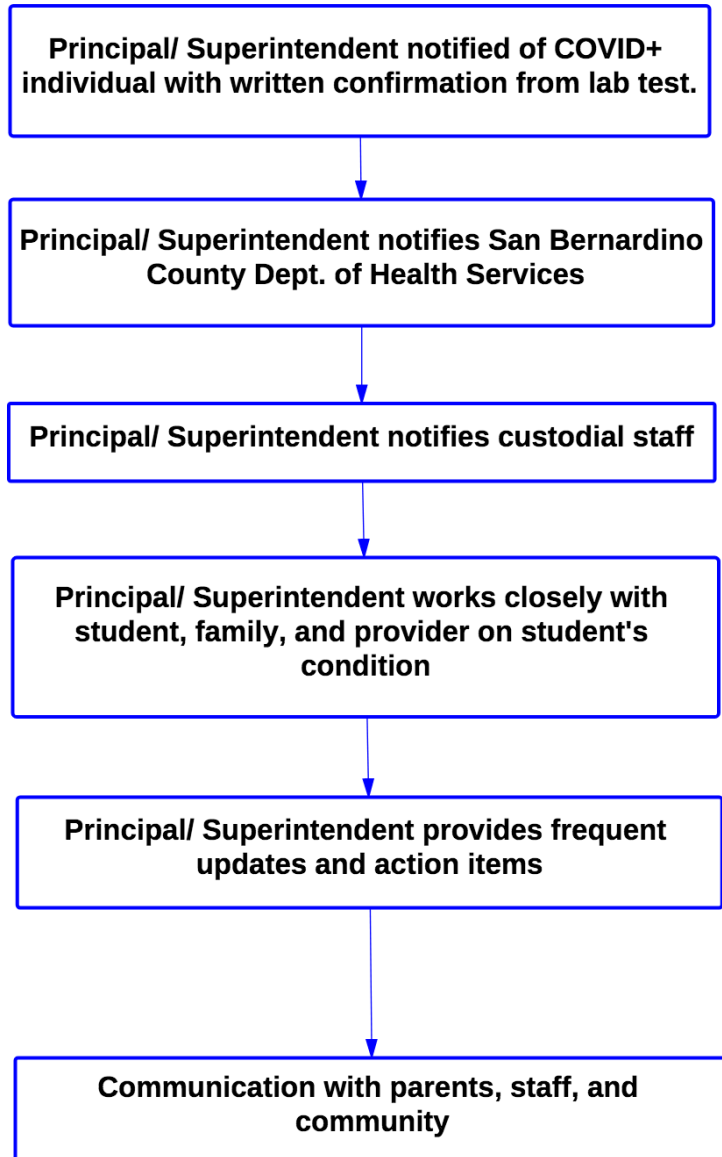 Principal/ Superintendent notified of COVID+
individual with written confirmation from lab test.
Principal/ Superintendent notifies San Bernardino
County Dept. of Health Services
Principal/ Superintendent notifies custodial staff
Principal/ Superintendent works closely with
student, family, and provider on student's
condition
Principal/ Superintendent provides frequent
updates and action items
Communication with parents, staff, and
community